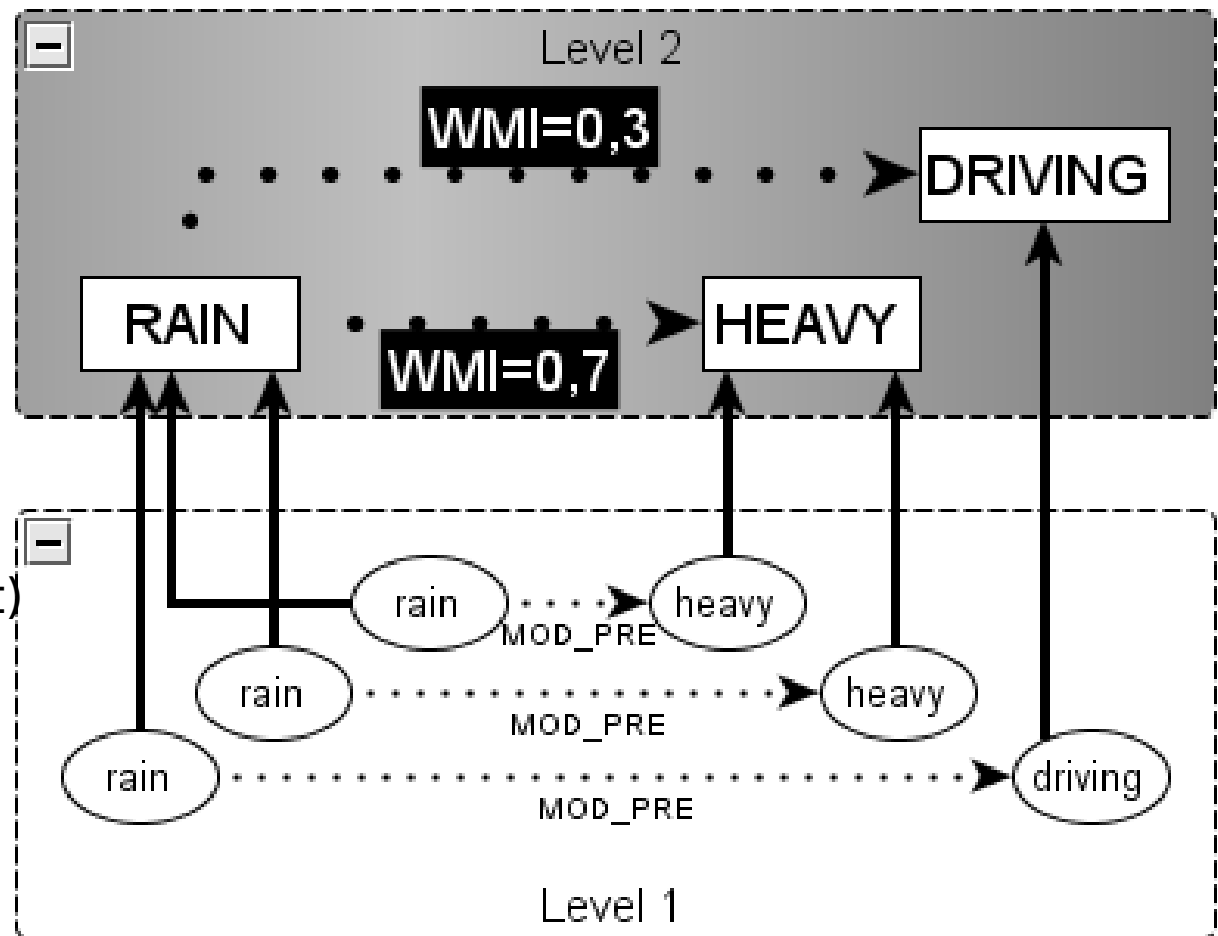 Level 2
WMI=0,3
DRIVING
RAIN
HEAVY
WMI=0,7
rain
heavy
:)
MOD_PRE
rain
heavy
MOD_PRE
rain
driving
MOD_PRE
Level 1